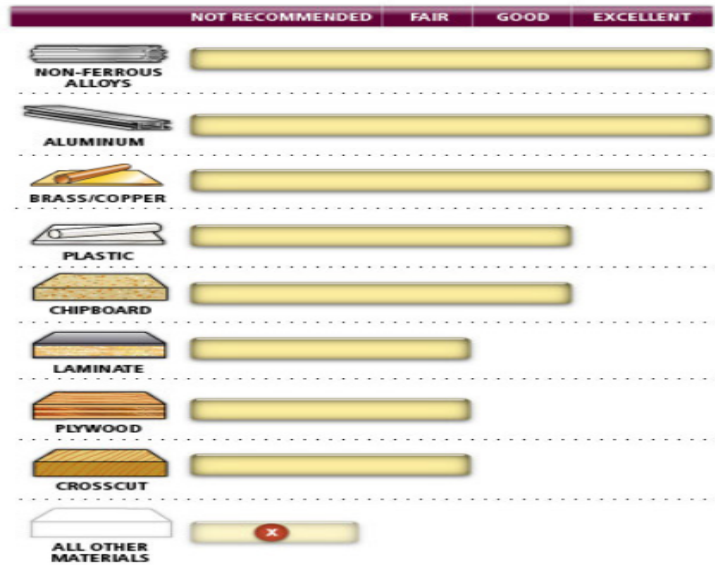 NOT RECOMMENDED FAIR GOOD EXCELLENT
NON-FERROUS
ALLOYS
ALUMINUM
BRASS/COPPER
PLASTIC
CHIPBOARD
LAMINATE
PLYWOOD
CROSSCUT
X
ALL OTHER
MATERIALS